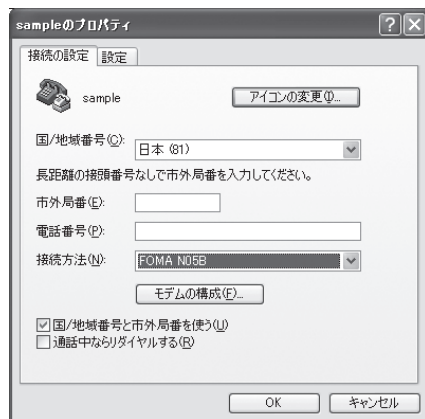 sampleのプロパティ
接続の設定 設定
sample
アイコンの変更(I)...
国/地域番号(C):
日本 (81)
長距離の接頭番号なしで市外局番を入力してください。
市外局番(E):
電話番号(P):
接続方法(N):
FOMA N05B
モデムの構成(F)...
国/地域番号と市外局番を使う(U)
通話中ならリダイヤルする(R)
OK キャンセル